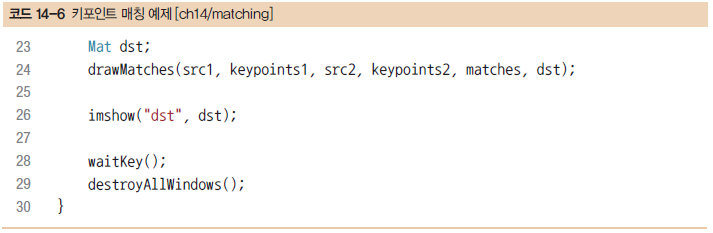 코드 14-6 키포인트 매칭 예제 [ch14/matching]
23 Mat dst;
24 drawMatches(src1, keypoints1, src2, keypoints2, matches, dst);
25
26 imshow("dst", dst);
27
28 waitKey();
29 destroyAllWindows();
30 }